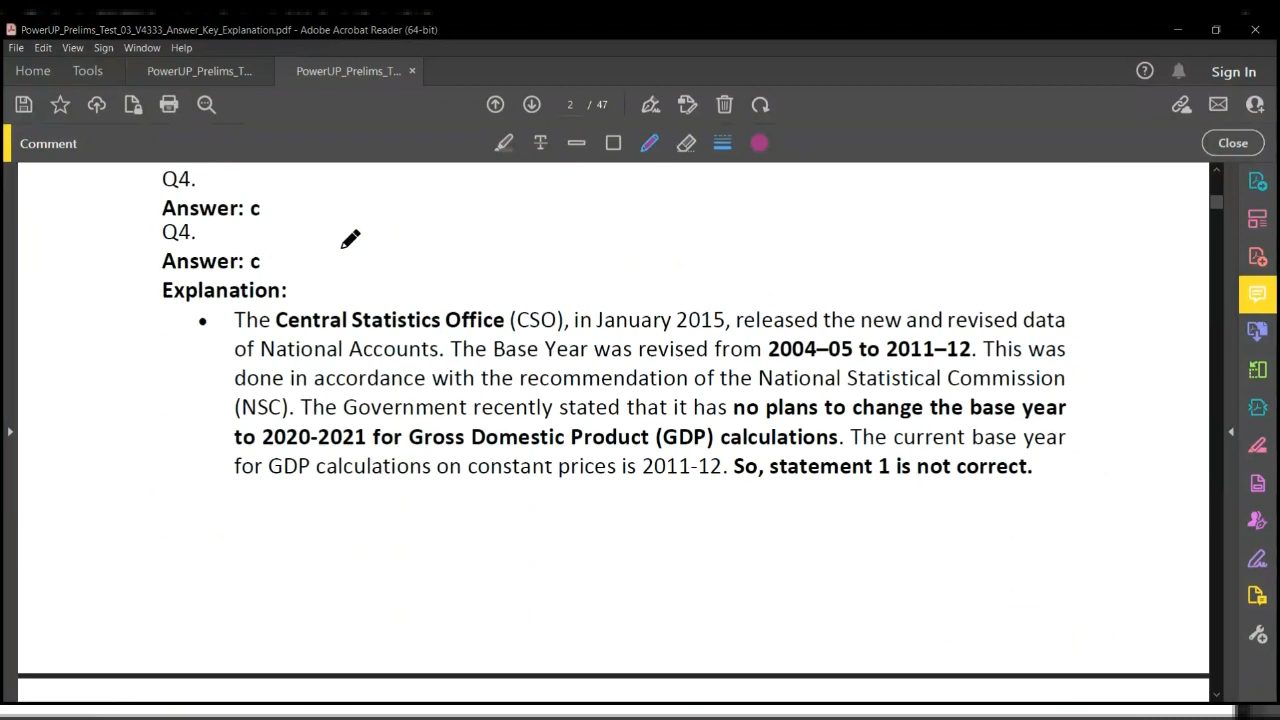 PowerUP_Prelims_Test_03_V4333_Answer_Key_Explanation.pdf - Adobe Acrobat Reader (64-bit)
File Edit View Sign Window Help
Home Tools PowerUP_Prelims_T... PowerUP_Prelims_T... × Sign In
2 / 47
Comment Close
Q4.
Answer: c
Q4.
Answer: c
Explanation:
• The Central Statistics Office (CSO), in January 2015, released the new and revised data
of National Accounts. The Base Year was revised from 2004–05 to 2011–12. This was
done in accordance with the recommendation of the National Statistical Commission
(NSC). The Government recently stated that it has no plans to change the base year
to 2020-2021 for Gross Domestic Product (GDP) calculations. The current base year
for GDP calculations on constant prices is 2011-12. So, statement 1 is not correct.